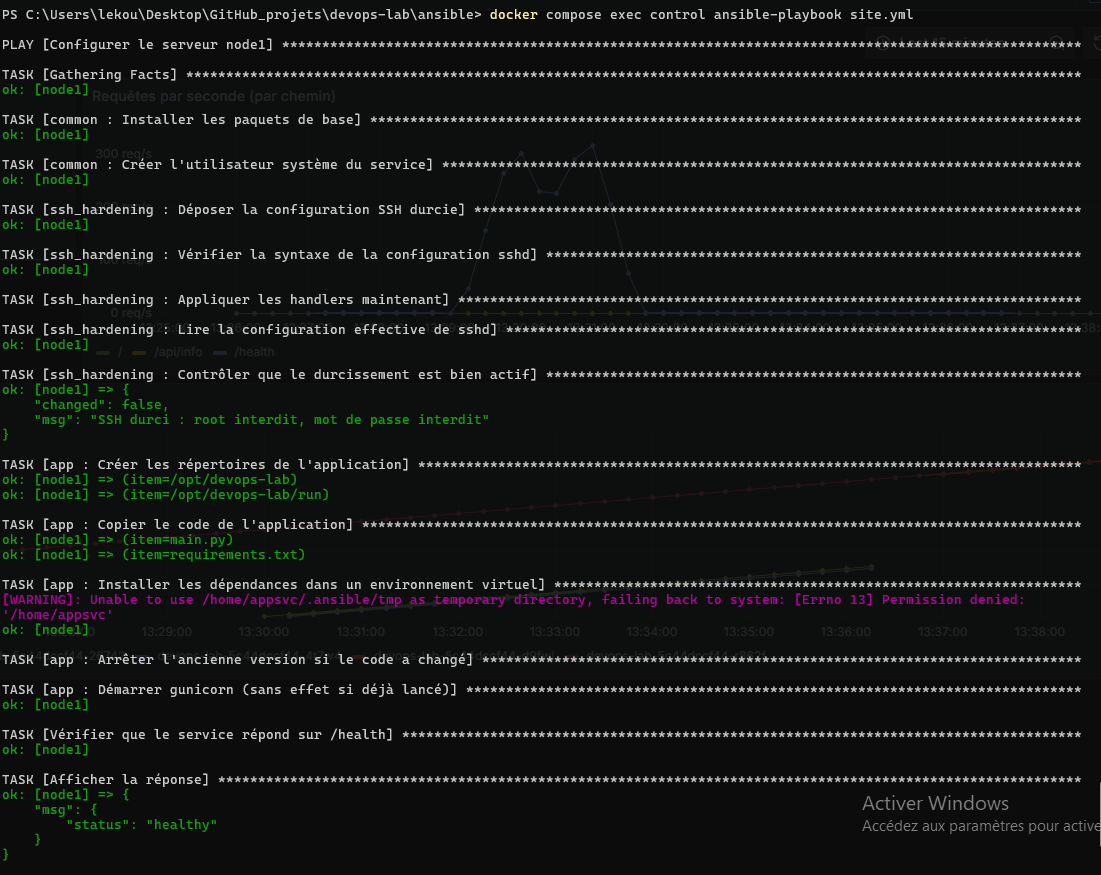 PS C:\Users\lekou\Desktop\GitHub_projets\devops-lab\ansible> docker compose exec control ansible-playbook site.yml
PLAY [Configurer le serveur node1] ****************************************************************************************************
TASK [Gathering Facts] ****************************************************************************************************************
ok: [node1]
Requêtes par seconde (par chemin)
TASK [common : Installer les paquets de base] *****************************************************************************************
ok: [node1]
300 req/s
TASK [common : Créer l'utilisateur système du service] ********************************************************************************
ok: [node1]
TASK [ssh_hardening : Déposer la configuration SSH durcie] ****************************************************************************
ok: [node1]
TASK [ssh_hardening : Vérifier la syntaxe de la configuration sshd] *******************************************************************
ok: [node1]
TASK [ssh_hardening : Appliquer les handlers maintenant] ******************************************************************************
0 req/s
TASK [ssh_hardening : Lire la configuration effective de sshd] ************************************************************************
ok: [node1]
/ /api/info /health
TASK [ssh_hardening : Contrôler que le durcissement est bien actif] *******************************************************************
ok: [node1] => {
"changed": false,
"msg": "SSH durci : root interdit, mot de passe interdit"
}
TASK [app : Créer les répertoires de l'application] ***********************************************************************************
ok: [node1] => (item=/opt/devops-lab)
ok: [node1] => (item=/opt/devops-lab/run)
TASK [app : Copier le code de l'application] ******************************************************************************************
ok: [node1] => (item=main.py)
ok: [node1] => (item=requirements.txt)
TASK [app : Installer les dépendances dans un environnement virtuel] ******************************************************************
[WARNING]: Unable to use /home/appsvc/.ansible/tmp as temporary directory, failing back to system: [Errno 13] Permission denied:
'/home/appsvc'
ok: [node1]
13:29:00 13:30:00 13:31:00 13:32:00 13:33:00 13:34:00 13:35:00 13:36:00 13:37:00 13:38:00
TASK [app : Arrêter l'ancienne version si le code a changé] ***************************************************************************
TASK [app : Démarrer gunicorn (sans effet si déjà lancé)] *****************************************************************************
ok: [node1]
TASK [Vérifier que le service répond sur /health] *************************************************************************************
ok: [node1]
TASK [Afficher la réponse] ************************************************************************************************************
ok: [node1] => {
"msg": {
"status": "healthy"
}
}
Activer Windows
Accédez aux paramètres pour active